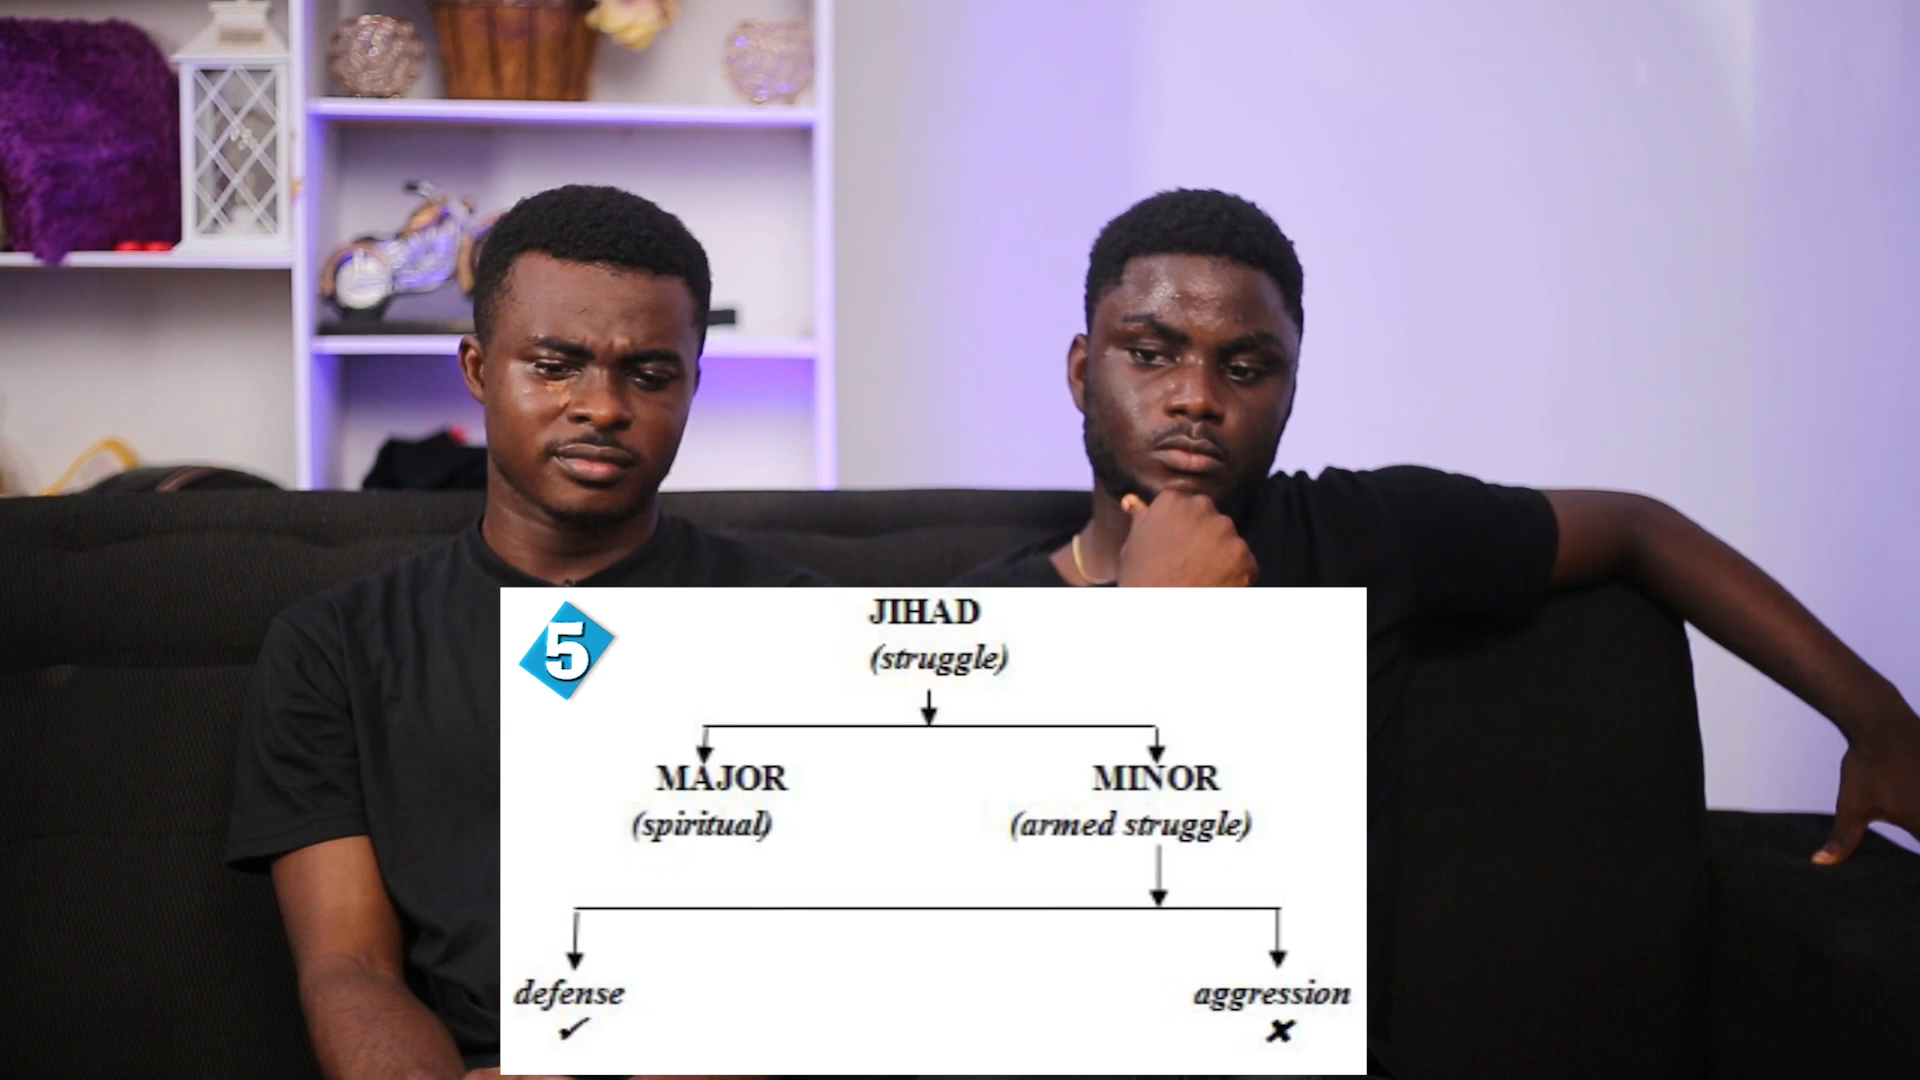 5
JIHAD
(struggle)
MAJOR MINOR
(spiritual) (armed struggle)
defense aggression
✓ ✗